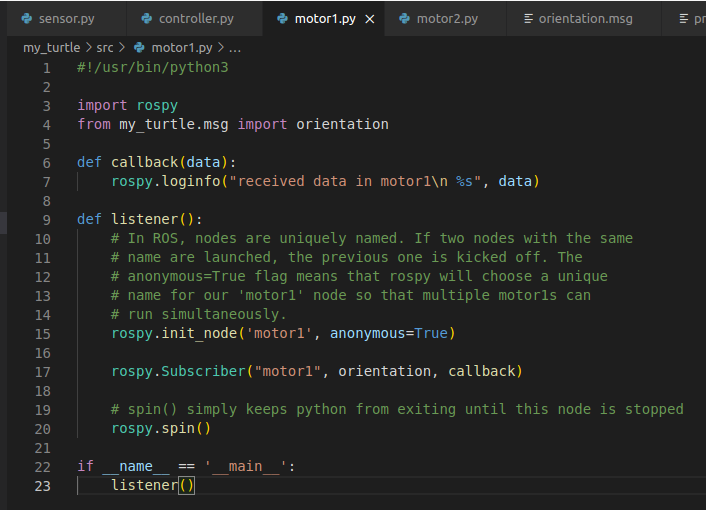 sensor.py controller.py motor1.py motor2.py orientation.msg pr
my_turtle > src > motor1.py > ...
1 #!/usr/bin/python3
2
3 import rospy
4 from my_turtle.msg import orientation
5
6 def callback(data):
7     rospy.loginfo("received data in motor1\n %s", data)
8
9 def listener():
10     # In ROS, nodes are uniquely named. If two nodes with the same
11     # name are launched, the previous one is kicked off. The
12     # anonymous=True flag means that rospy will choose a unique
13     # name for our 'motor1' node so that multiple motor1s can
14     # run simultaneously.
15     rospy.init_node('motor1', anonymous=True)
16
17     rospy.Subscriber("motor1", orientation, callback)
18
19     # spin() simply keeps python from exiting until this node is stopped
20     rospy.spin()
21
22 if __name__ == '__main__':
23     listener()